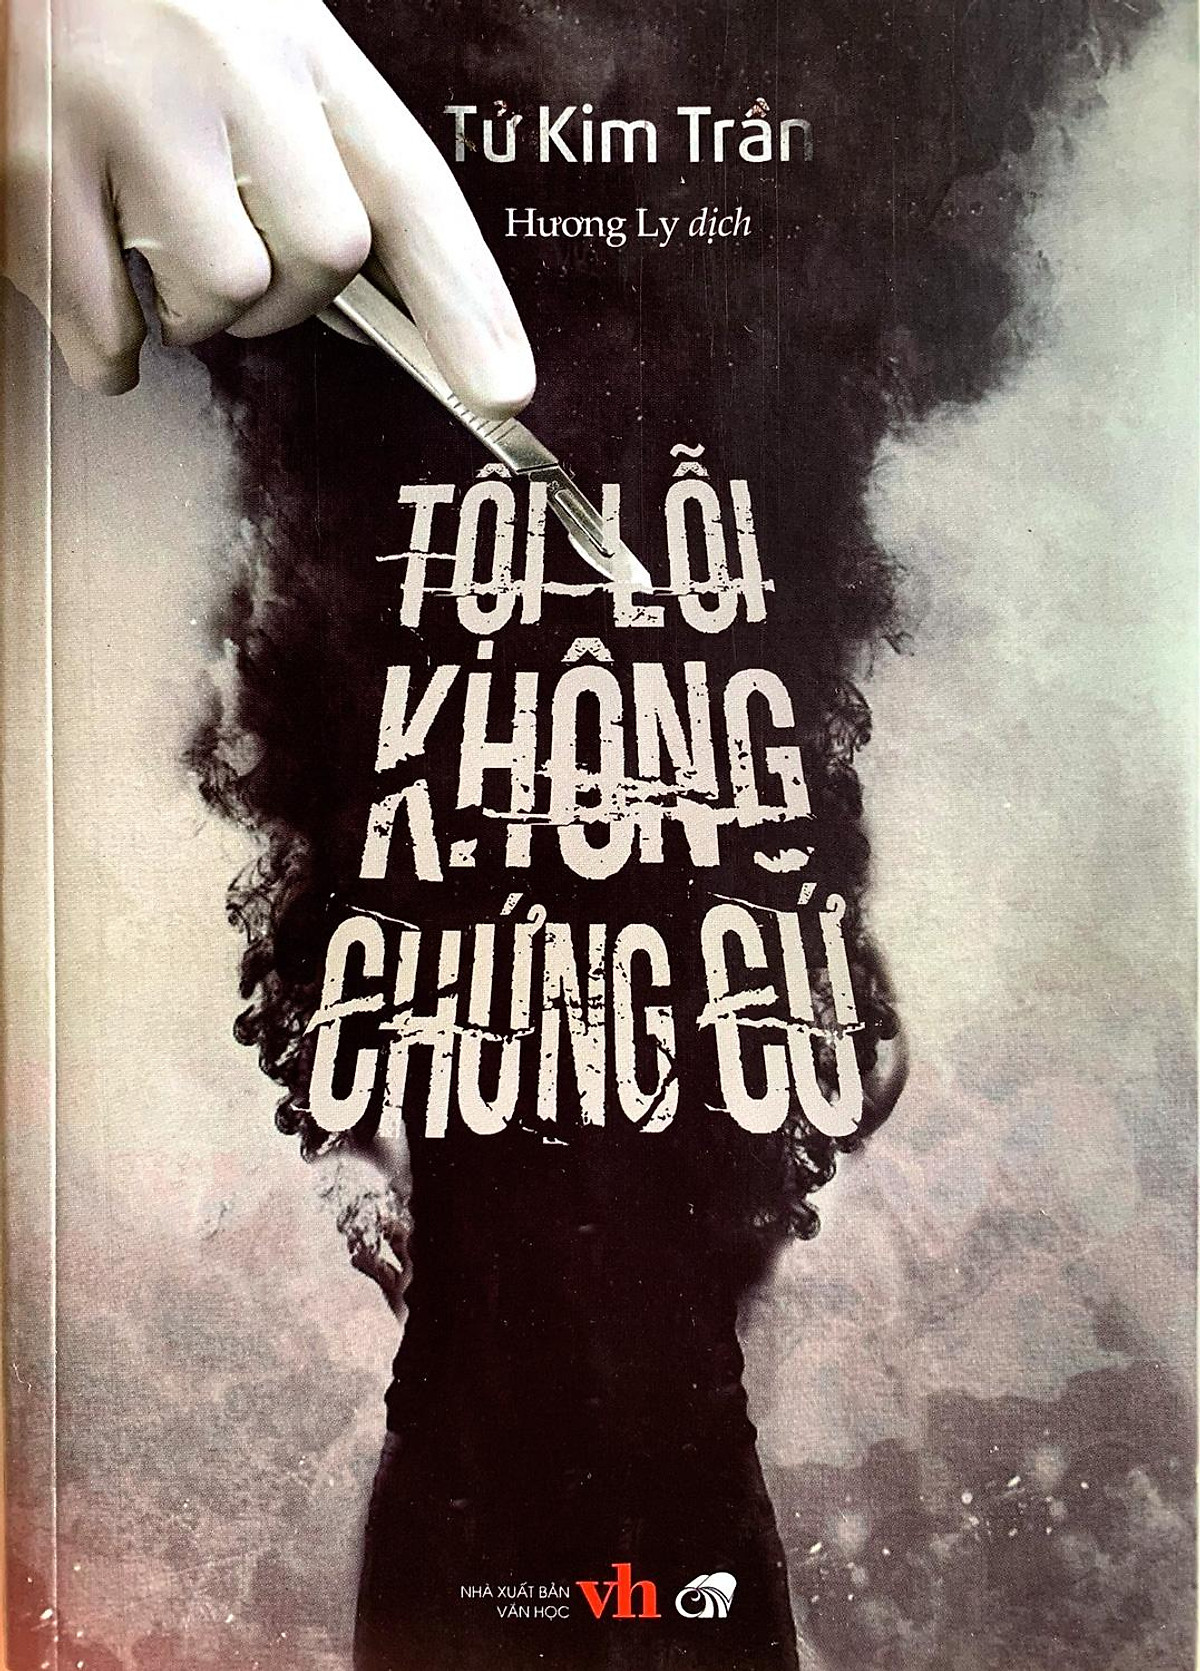 Tử Kim Trần
Hương Ly dịch
TỘI LỖI
KHÔNG
CHỨNG CỨ
NHÀ XUẤT BẢN
VĂN HỌC
vh